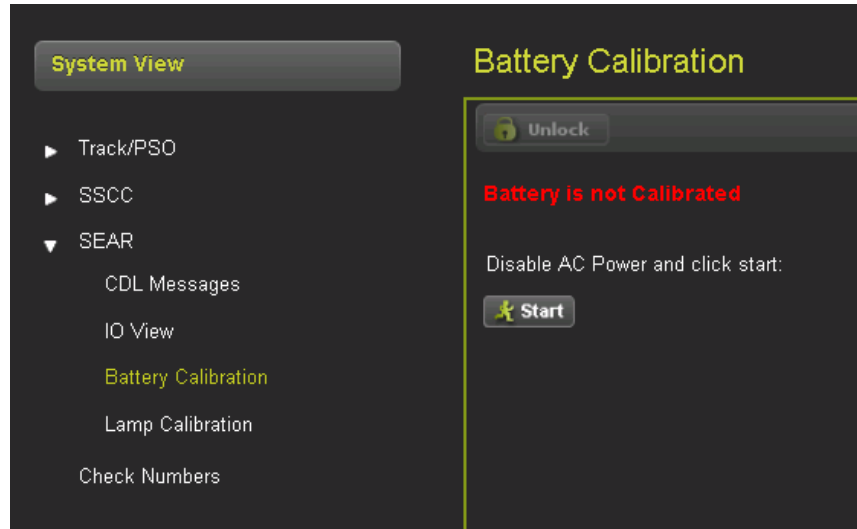 System View
Track/PSO
SSCC
SEAR
CDL Messages
IO View
Battery Calibration
Lamp Calibration
Check Numbers
Battery Calibration
Unlock
Battery is not Calibrated
Disable AC Power and click start:
Start